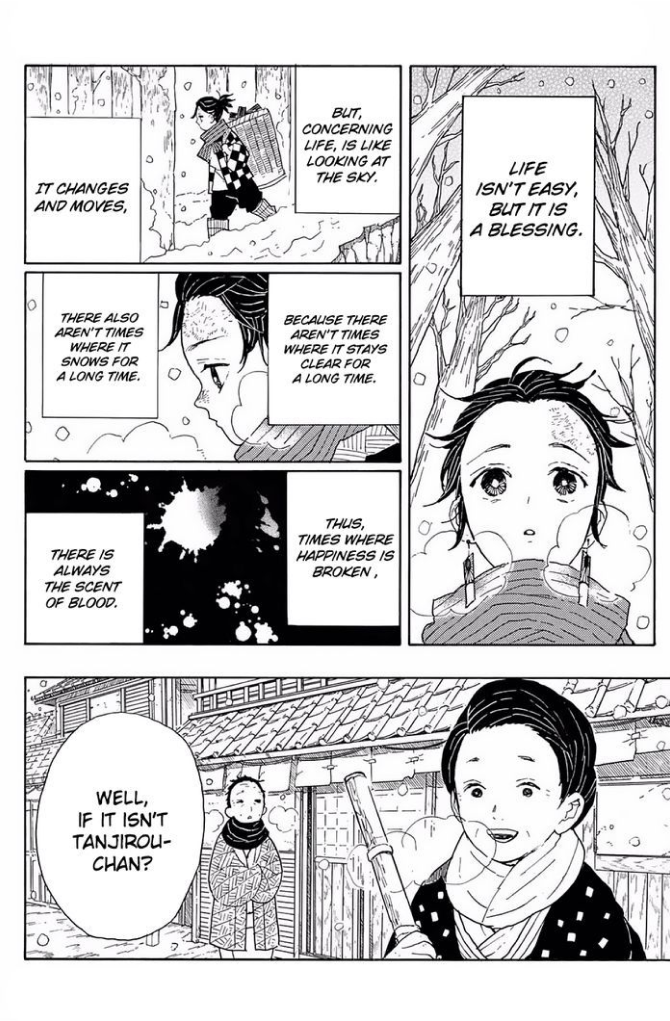 LIFE
ISN'T EASY,
BUT IT IS
A BLESSING.
BUT,
CONCERNING
LIFE, IS LIKE
LOOKING AT
THE SKY.
IT CHANGES
AND MOVES,
BECAUSE THERE
AREN'T TIMES
WHERE IT STAYS
CLEAR FOR
A LONG TIME.
THERE ALSO
AREN'T TIMES
WHERE IT
SNOWS FOR
A LONG TIME.
THUS,
TIMES WHERE
HAPPINESS IS
BROKEN ,
THERE IS
ALWAYS
THE SCENT
OF BLOOD.
WELL,
IF IT ISN'T
TANJIROU-
CHAN?